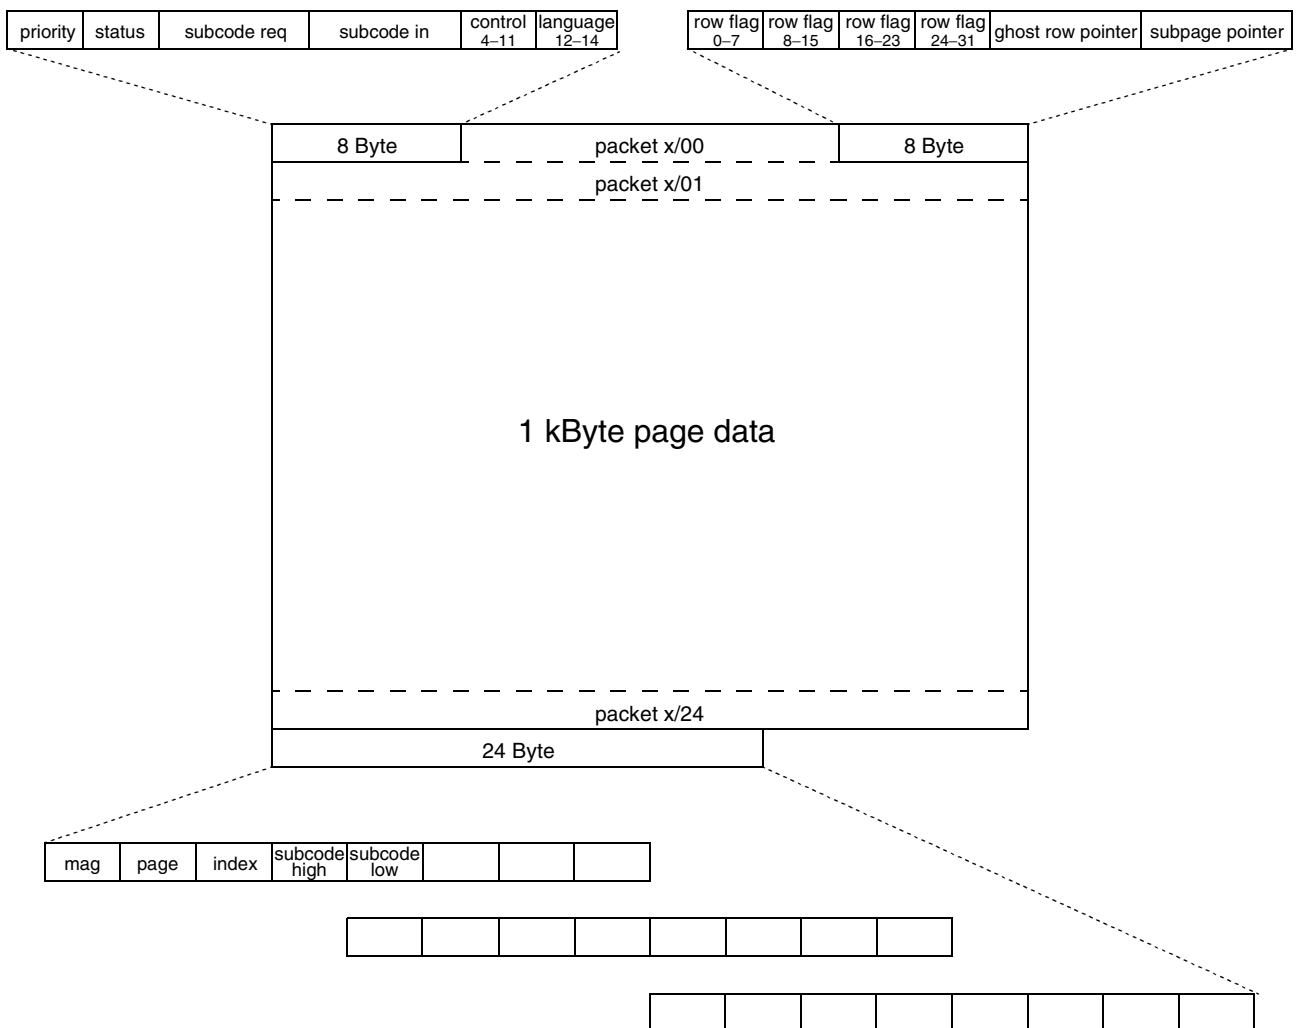 priority status subcode req subcode in control 4–11 language 12–14
row flag 0–7 row flag 8–15 row flag 16–23 row flag 24–31 ghost row pointer subpage pointer
8 Byte packet x/00 8 Byte
packet x/01
1 kByte page data
packet x/24
24 Byte
mag page index subcode high subcode low